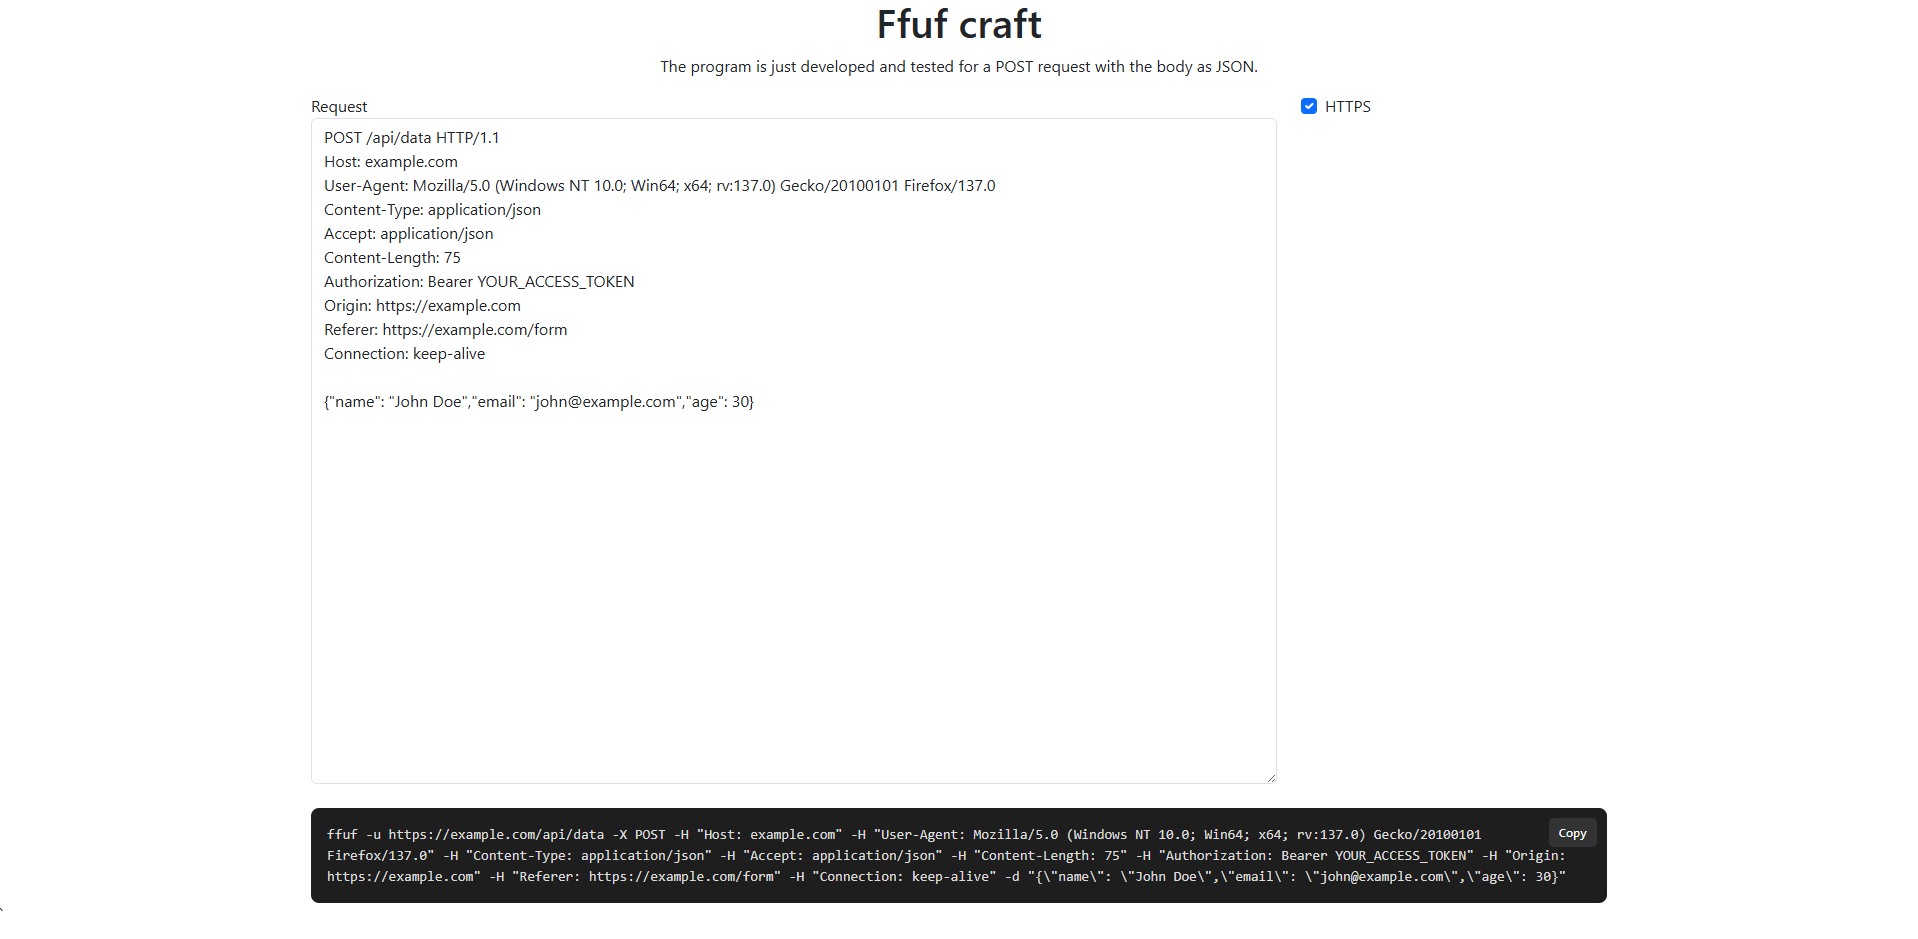 Ffuf craft
The program is just developed and tested for a POST request with the body as JSON.
Request
HTTPS
POST /api/data HTTP/1.1
Host: example.com
User-Agent: Mozilla/5.0 (Windows NT 10.0; Win64; x64; rv:137.0) Gecko/20100101 Firefox/137.0
Content-Type: application/json
Accept: application/json
Content-Length: 75
Authorization: Bearer YOUR_ACCESS_TOKEN
Origin: https://example.com
Referer: https://example.com/form
Connection: keep-alive
{"name": "John Doe","email": "john@example.com","age": 30}
ffuf -u https://example.com/api/data -X POST -H "Host: example.com" -H "User-Agent: Mozilla/5.0 (Windows NT 10.0; Win64; x64; rv:137.0) Gecko/20100101
Copy
Firefox/137.0" -H "Content-Type: application/json" -H "Accept: application/json" -H "Content-Length: 75" -H "Authorization: Bearer YOUR_ACCESS_TOKEN" -H "Origin:
https://example.com" -H "Referer: https://example.com/form" -H "Connection: keep-alive" -d "{\"name\": \"John Doe\",\"email\": \"john@example.com\",\"age\": 30}"